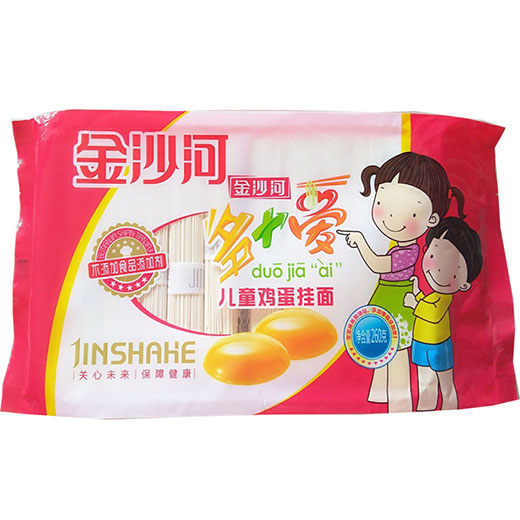 金沙河
金沙河
多+爱
duō jiā “ài”
儿童鸡蛋挂面
不添加食品添加剂
JINSHAHE
关心未来 | 保障健康
净含量260克